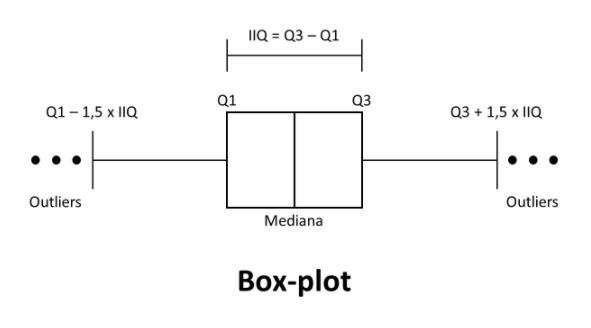 IIQ = Q3 – Q1
Q1
Q3
Q1 – 1,5 x IIQ
Q3 + 1,5 x IIQ
Outliers
Outliers
Mediana
Box-plot